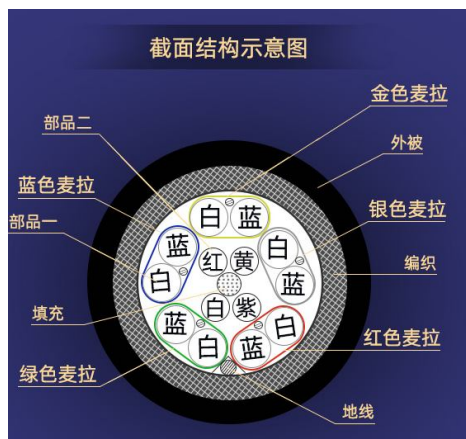 截面结构示意图
金色麦拉
部品二
外被
蓝色麦拉
银色麦拉
部品一
白 蓝
蓝 白
白 蓝
红 黄
编织
填充
白 紫
蓝 白
白 蓝
红色麦拉
绿色麦拉
地线